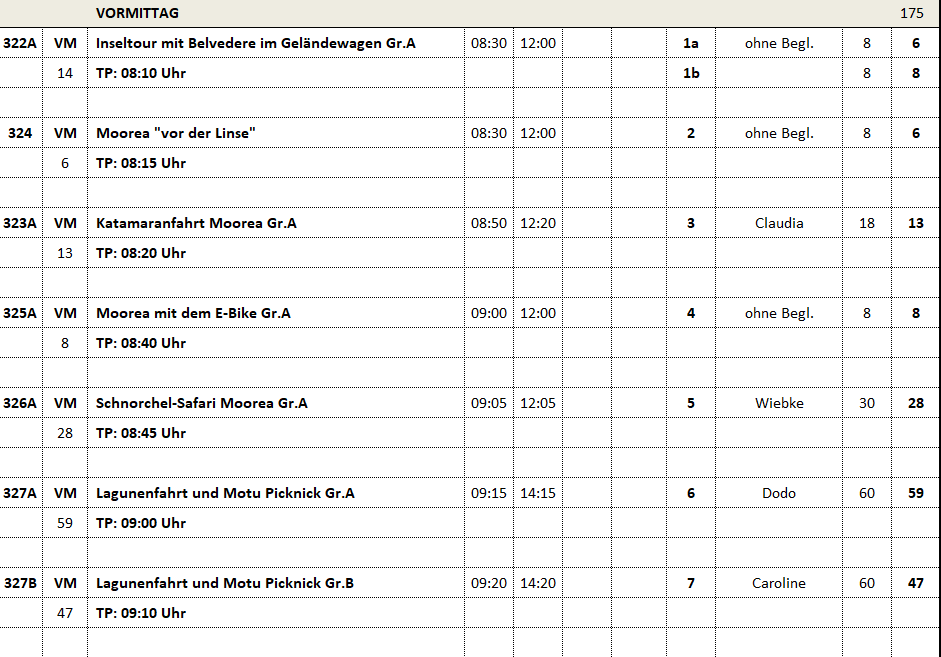 VORMITTAG 175
322A VM Inseltour mit Belvedere im Geländewagen Gr.A 08:30 12:00 1a ohne Begl. 8 6
14 TP: 08:10 Uhr 1b 8 8
324 VM Moorea "vor der Linse" 08:30 12:00 2 ohne Begl. 8 6
6 TP: 08:15 Uhr
323A VM Katamaranfahrt Moorea Gr.A 08:50 12:20 3 Claudia 18 13
13 TP: 08:20 Uhr
325A VM Moorea mit dem E-Bike Gr.A 09:00 12:00 4 ohne Begl. 8 8
8 TP: 08:40 Uhr
326A VM Schnorchel-Safari Moorea Gr.A 09:05 12:05 5 Wiebke 30 28
28 TP: 08:45 Uhr
327A VM Lagunenfahrt und Motu Picknick Gr.A 09:15 14:15 6 Dodo 60 59
59 TP: 09:00 Uhr
327B VM Lagunenfahrt und Motu Picknick Gr.B 09:20 14:20 7 Caroline 60 47
47 TP: 09:10 Uhr